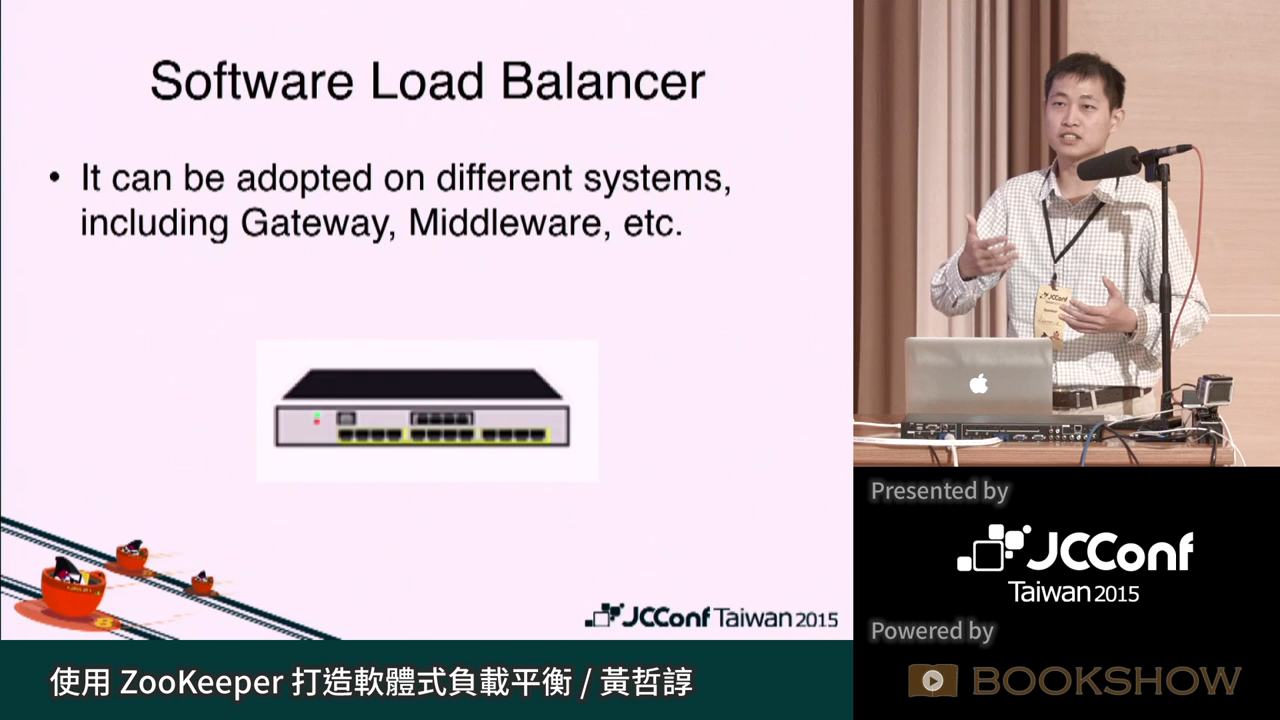 Software Load Balancer
• It can be adopted on different systems,
including Gateway, Middleware, etc.
JCConf Taiwan 2015
使用 ZooKeeper 打造軟體式負載平衡 / 黃哲諄
JCConf
Presented by
JCConf
Taiwan 2015
Powered by
BOOKSHOW